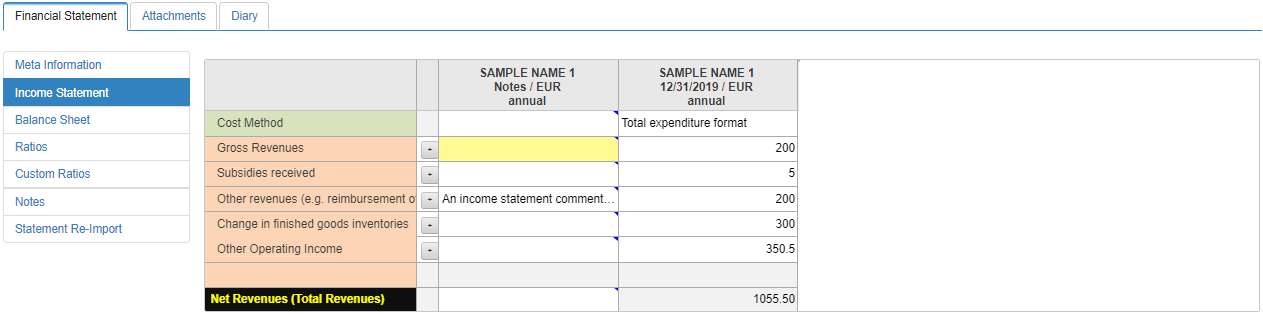 Financial Statement Attachments Diary
Meta Information
Income Statement
Balance Sheet
Ratios
Custom Ratios
Notes
Statement Re-Import
SAMPLE NAME 1 SAMPLE NAME 1
Notes / EUR 12/31/2019 / EUR
annual annual
Cost Method Total expenditure format
Gross Revenues 200
Subsidies received 5
Other revenues (e.g. reimbursement o An income statement comment... 200
Change in finished goods inventories 300
Other Operating Income 350.5
Net Revenues (Total Revenues) 1055.50